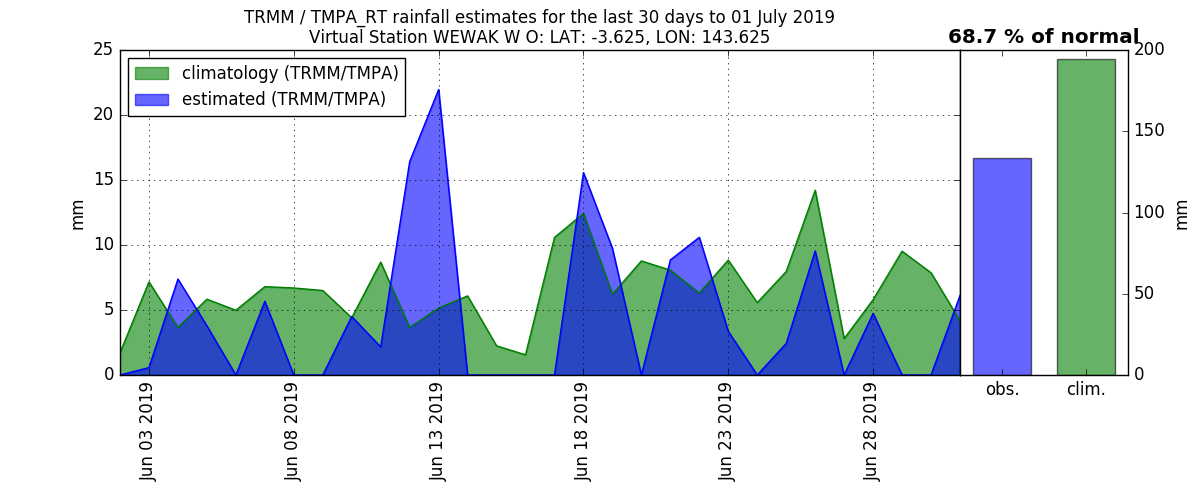 TRMM / TMPA_RT rainfall estimates for the last 30 days to 01 July 2019
Virtual Station WEWAK W O: LAT: -3.625, LON: 143.625
68.7 % of normal
climatology (TRMM/TMPA)
estimated (TRMM/TMPA)
mm
25
20
15
10
5
0
Jun 03 2019
Jun 08 2019
Jun 13 2019
Jun 18 2019
Jun 23 2019
Jun 28 2019
200
150
100
50
0
mm
obs.
clim.